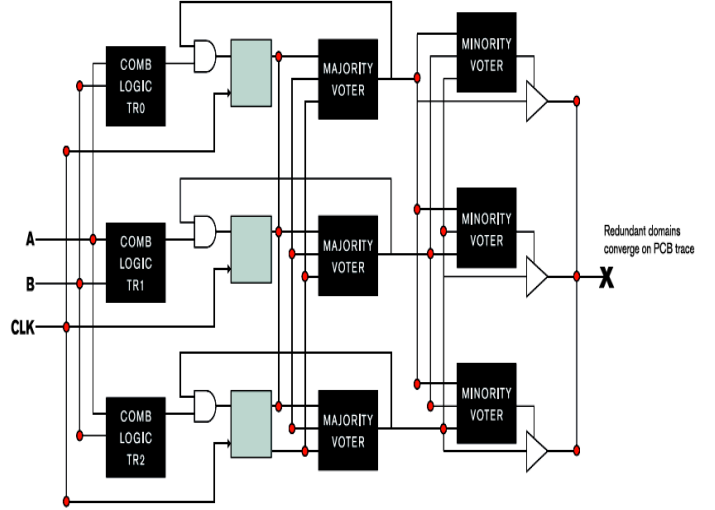 COMB
LOGIC
TR0
MAJORITY
VOTER
MINORITY
VOTER
A
B
CLK
COMB
LOGIC
TR1
MAJORITY
VOTER
MINORITY
VOTER
Redundant domains
converge on PCB trace
X
COMB
LOGIC
TR2
MAJORITY
VOTER
MINORITY
VOTER